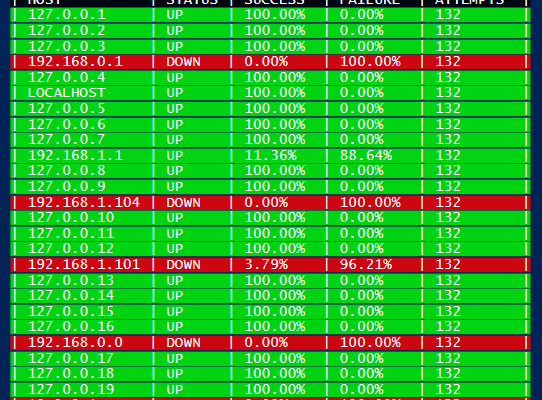 | HOST | STATUS | SUCCESS | FAILURE | ATTEMPTS |
| 127.0.0.1 | UP | 100.00% | 0.00% | 132 |
| 127.0.0.2 | UP | 100.00% | 0.00% | 132 |
| 127.0.0.3 | UP | 100.00% | 0.00% | 132 |
| 192.168.0.1 | DOWN | 0.00% | 100.00% | 132 |
| 127.0.0.4 | UP | 100.00% | 0.00% | 132 |
| LOCALHOST | UP | 100.00% | 0.00% | 132 |
| 127.0.0.5 | UP | 100.00% | 0.00% | 132 |
| 127.0.0.6 | UP | 100.00% | 0.00% | 132 |
| 127.0.0.7 | UP | 100.00% | 0.00% | 132 |
| 192.168.1.1 | UP | 11.36% | 88.64% | 132 |
| 127.0.0.8 | UP | 100.00% | 0.00% | 132 |
| 127.0.0.9 | UP | 100.00% | 0.00% | 132 |
| 192.168.1.104 | DOWN | 0.00% | 100.00% | 132 |
| 127.0.0.10 | UP | 100.00% | 0.00% | 132 |
| 127.0.0.11 | UP | 100.00% | 0.00% | 132 |
| 127.0.0.12 | UP | 100.00% | 0.00% | 132 |
| 192.168.1.101 | DOWN | 3.79% | 96.21% | 132 |
| 127.0.0.13 | UP | 100.00% | 0.00% | 132 |
| 127.0.0.14 | UP | 100.00% | 0.00% | 132 |
| 127.0.0.15 | UP | 100.00% | 0.00% | 132 |
| 127.0.0.16 | UP | 100.00% | 0.00% | 132 |
| 192.168.0.0 | DOWN | 0.00% | 100.00% | 132 |
| 127.0.0.17 | UP | 100.00% | 0.00% | 132 |
| 127.0.0.18 | UP | 100.00% | 0.00% | 132 |
| 127.0.0.19 | UP | 100.00% | 0.00% | 132 |